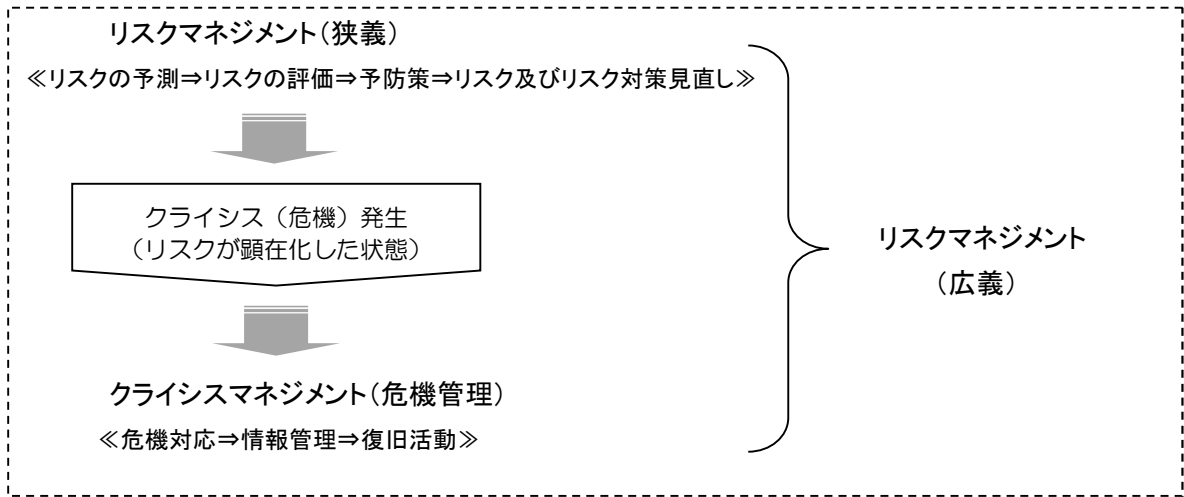 リスクマネジメント（狭義）
≪リスクの予測⇒リスクの評価⇒予防策⇒リスク及びリスク対策見直し≫
クライシス（危機）発生
（リスクが顕在化した状態）
クライシスマネジメント（危機管理）
≪危機対応⇒情報管理⇒復旧活動≫
リスクマネジメント
（広義）